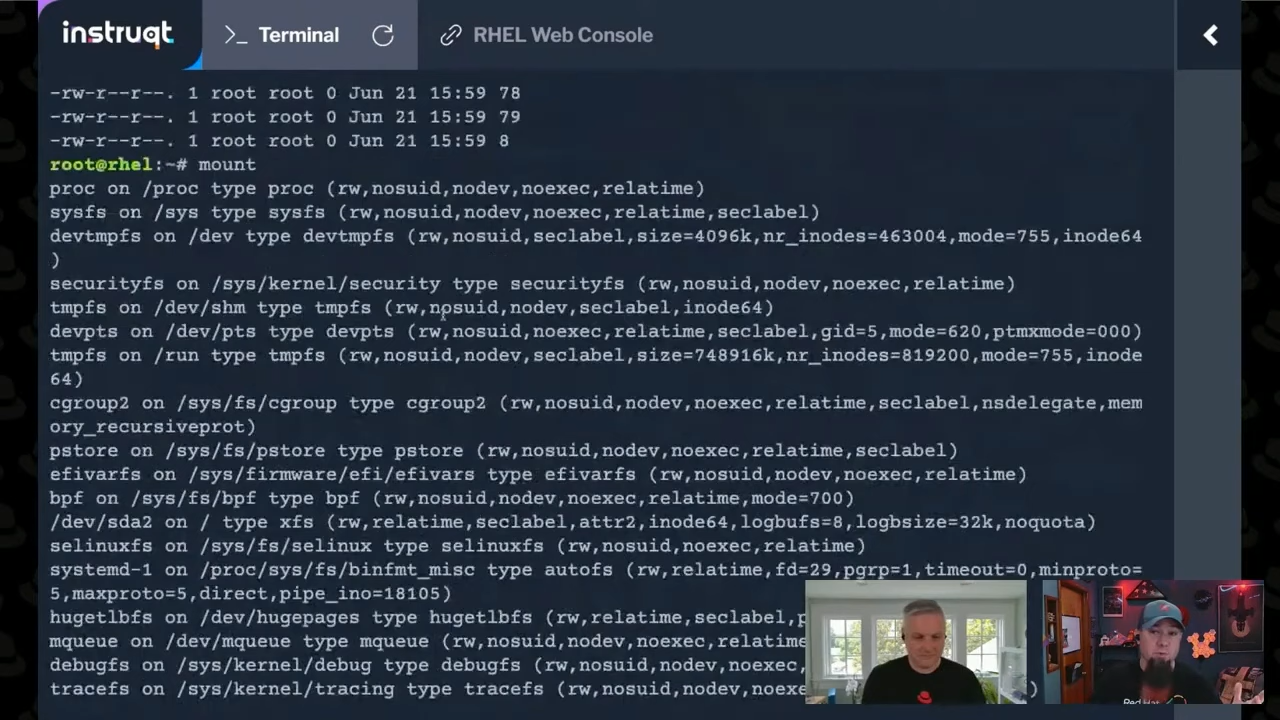 instruqt
>_ Terminal
RHEL Web Console
-rw-r--r--. 1 root root 0 Jun 21 15:59 78
-rw-r--r--. 1 root root 0 Jun 21 15:59 79
-rw-r--r--. 1 root root 0 Jun 21 15:59 8
root@rhel:~# mount
proc on /proc type proc (rw,nosuid,nodev,noexec,relatime)
sysfs on /sys type sysfs (rw,nosuid,nodev,noexec,relatime,seclabel)
devtmpfs on /dev type devtmpfs (rw,nosuid,seclabel,size=4096k,nr_inodes=463004,mode=755,inode64
)
securityfs on /sys/kernel/security type securityfs (rw,nosuid,nodev,noexec,relatime)
tmpfs on /dev/shm type tmpfs (rw,nosuid,nodev,seclabel,inode64)
devpts on /dev/pts type devpts (rw,nosuid,noexec,relatime,seclabel,gid=5,mode=620,ptmxmode=000)
tmpfs on /run type tmpfs (rw,nosuid,nodev,seclabel,size=748916k,nr_inodes=819200,mode=755,inode
64)
cgroup2 on /sys/fs/cgroup type cgroup2 (rw,nosuid,nodev,noexec,relatime,seclabel,nsdelegate,mem
ory_recursiveprot)
pstore on /sys/fs/pstore type pstore (rw,nosuid,nodev,noexec,relatime,seclabel)
efivarfs on /sys/firmware/efi/efivars type efivarfs (rw,nosuid,nodev,noexec,relatime)
bpf on /sys/fs/bpf type bpf (rw,nosuid,nodev,noexec,relatime,mode=700)
/dev/sda2 on / type xfs (rw,relatime,seclabel,attr2,inode64,logbufs=8,logbsize=32k,noquota)
selinuxfs on /sys/fs/selinux type selinuxfs (rw,nosuid,nodev,noexec,relatime)
systemd-1 on /proc/sys/fs/binfmt_misc type autofs (rw,relatime,fd=29,pgrp=1,timeout=0,minproto=
5,maxproto=5,direct,pipe_ino=18105)
hugetlbfs on /dev/hugepages type hugetlbfs (rw,relatime,seclabel,p
mqueue on /dev/mqueue type mqueue (rw,nosuid,nodev,noexec,relatime
debugfs on /sys/kernel/debug type debugfs (rw,nosuid,nodev,noexec,
tracefs on /sys/kernel/tracing type tracefs (rw,nosuid,nodev,noexe )